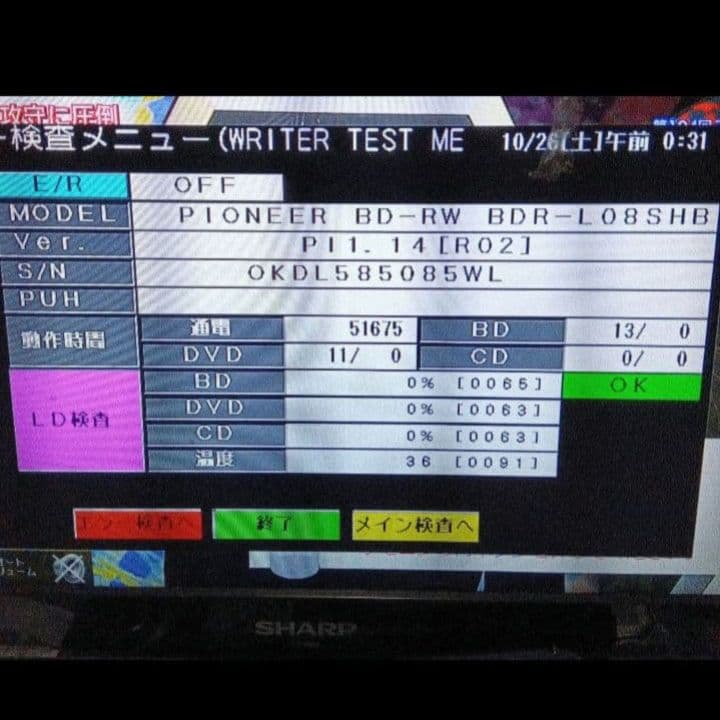 攻守に圧倒
ー検査メニュー(WRITER TEST ME 10/26[土]午前 0:31
E/R OFF
MODEL PIONEER BD-RW BDR-L08SHB
Ver. PI1.14[R02]
S/N OKDL585085WL
PUH
動作時間 通電 51675 BD 13/ 0
DVD 11/ 0 CD 0/ 0
LD検査 BD 0% [0065] OK
DVD 0% [0063]
CD 0% [0063]
温度 36 [0091]
エラー検査へ 終了 メイン検査へ
SHARP